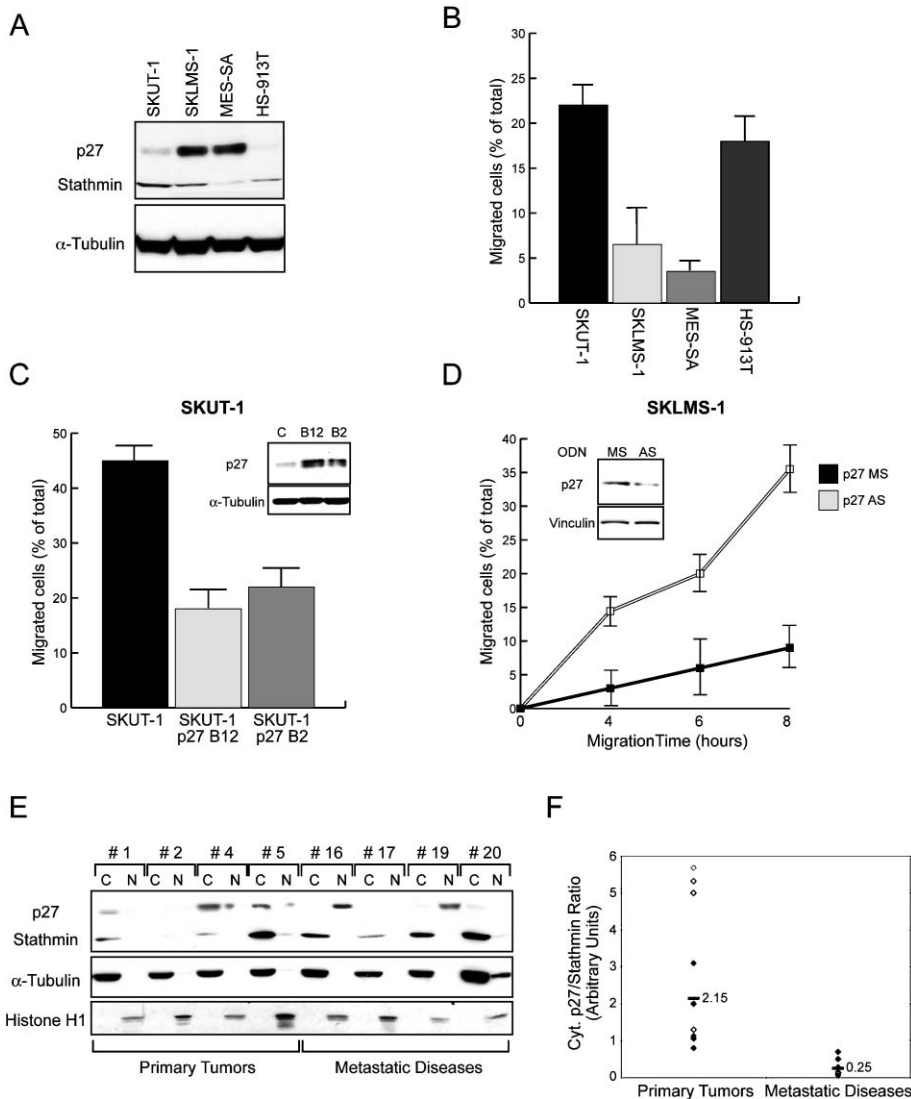 A
SKUT-1
SKLMS-1
MES-SA
HS-913T
p27
Stathmin
α-Tubulin
B
Migrated cells (% of total)
25
20
15
10
5
0
SKUT-1
SKLMS-1
MES-SA
HS-913T
C
SKUT-1
Migrated cells (% of total)
50
40
30
20
10
0
C B12 B2
p27
α-Tubulin
SKUT-1
SKUT-1
p27 B12
SKUT-1
p27 B2
D
SKLMS-1
Migrated cells (% of total)
40
35
30
25
20
15
10
5
0
ODN MS AS
p27
Vinculin
p27 MS
p27 AS
0 4 6 8
MigrationTime (hours)
E
# 1 # 2 # 4 # 5 # 16 # 17 # 19 # 20
C N C N C N C N C N C N C N C N
p27
Stathmin
α-Tubulin
Histone H1
Primary Tumors Metastatic Diseases
F
Cyt. p27/Stathmin Ratio
(Arbitrary Units)
6
5
4
3
2
1
0
2.15
0.25
Primary Tumors Metastatic Diseases